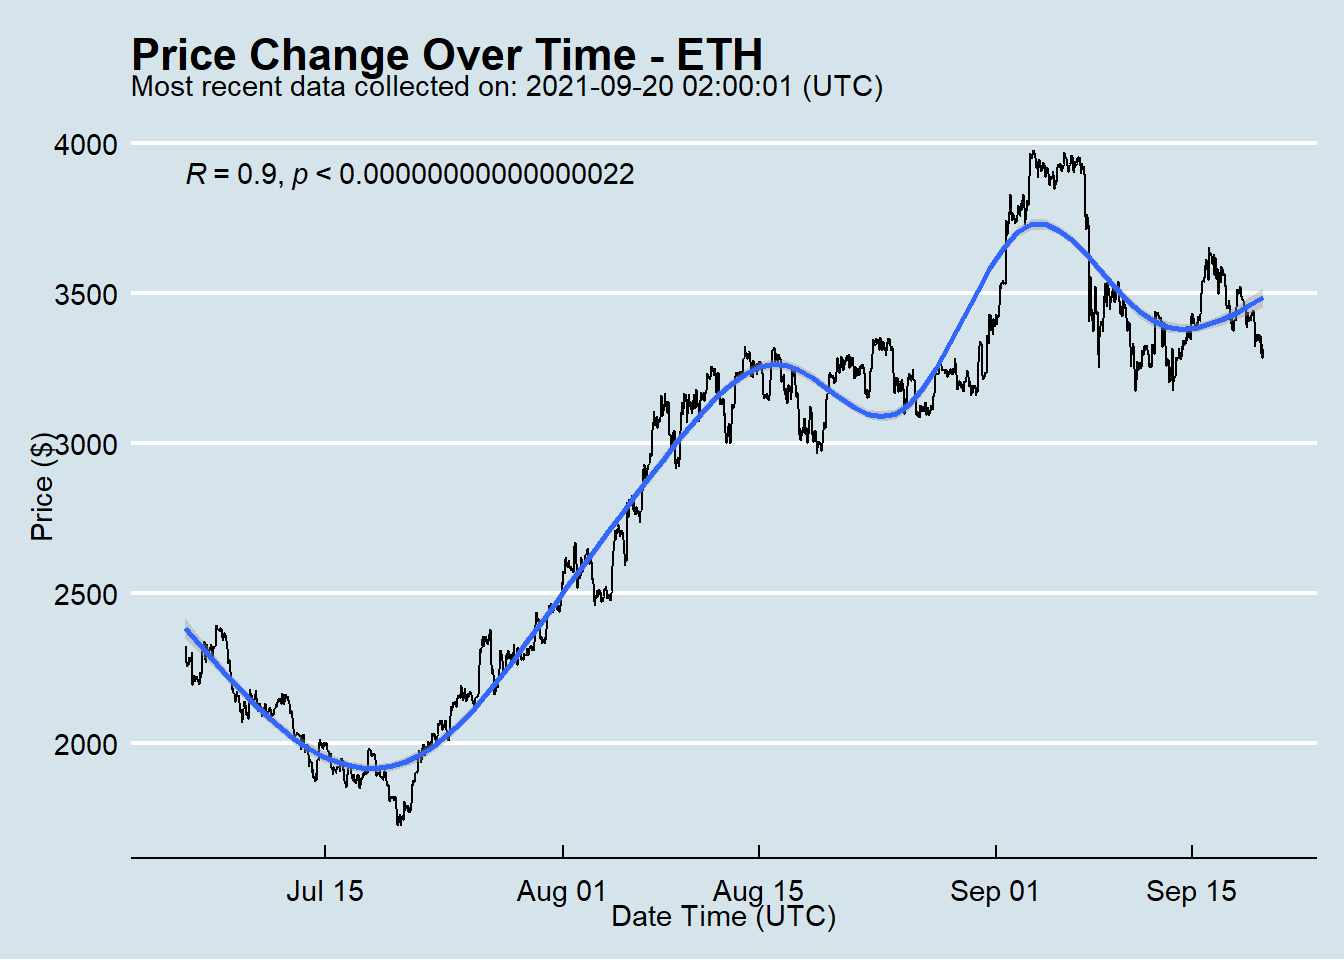 Price Change Over Time - ETH
Most recent data collected on: 2021-09-20 02:00:01 (UTC)
R = 0.9, p < 0.00000000000000022
4000
3500
3000
2500
2000
Price ($)
Jul 15
Aug 01
Aug 15
Sep 01
Sep 15
Date Time (UTC)